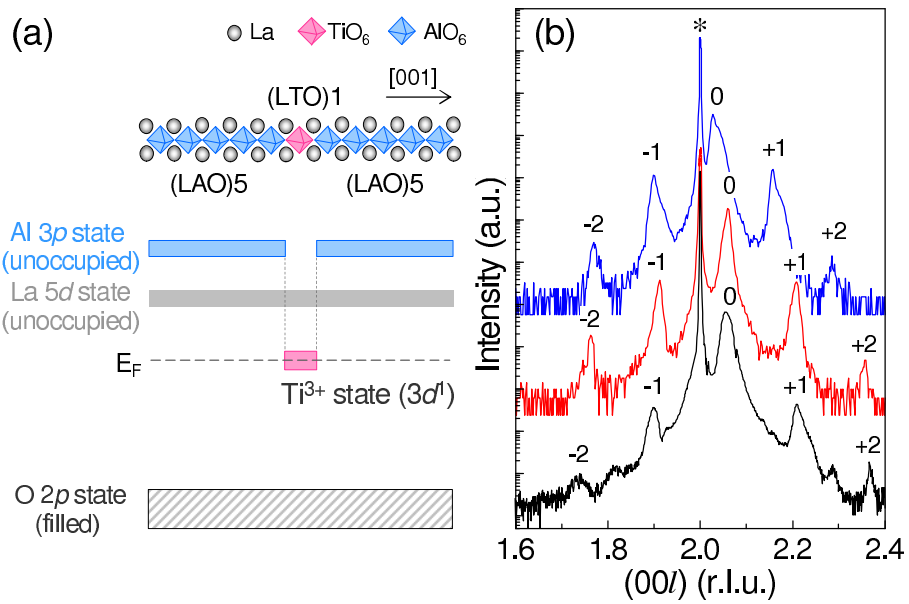 (a)
La TiO₆ AlO₆
(LTO)1
[001]
(LAO)5 (LAO)5
Al 3p state
(unoccupied)
La 5d state
(unoccupied)
E_F
Ti³⁺ state (3d¹)
O 2p state
(filled)
(b)
*
0
-1
+1
-2
+2
0
-1
+1
-2
+2
0
-1
+1
-2
+2
Intensity (a.u.)
1.6 1.8 2.0 2.2 2.4
(00l) (r.l.u.)